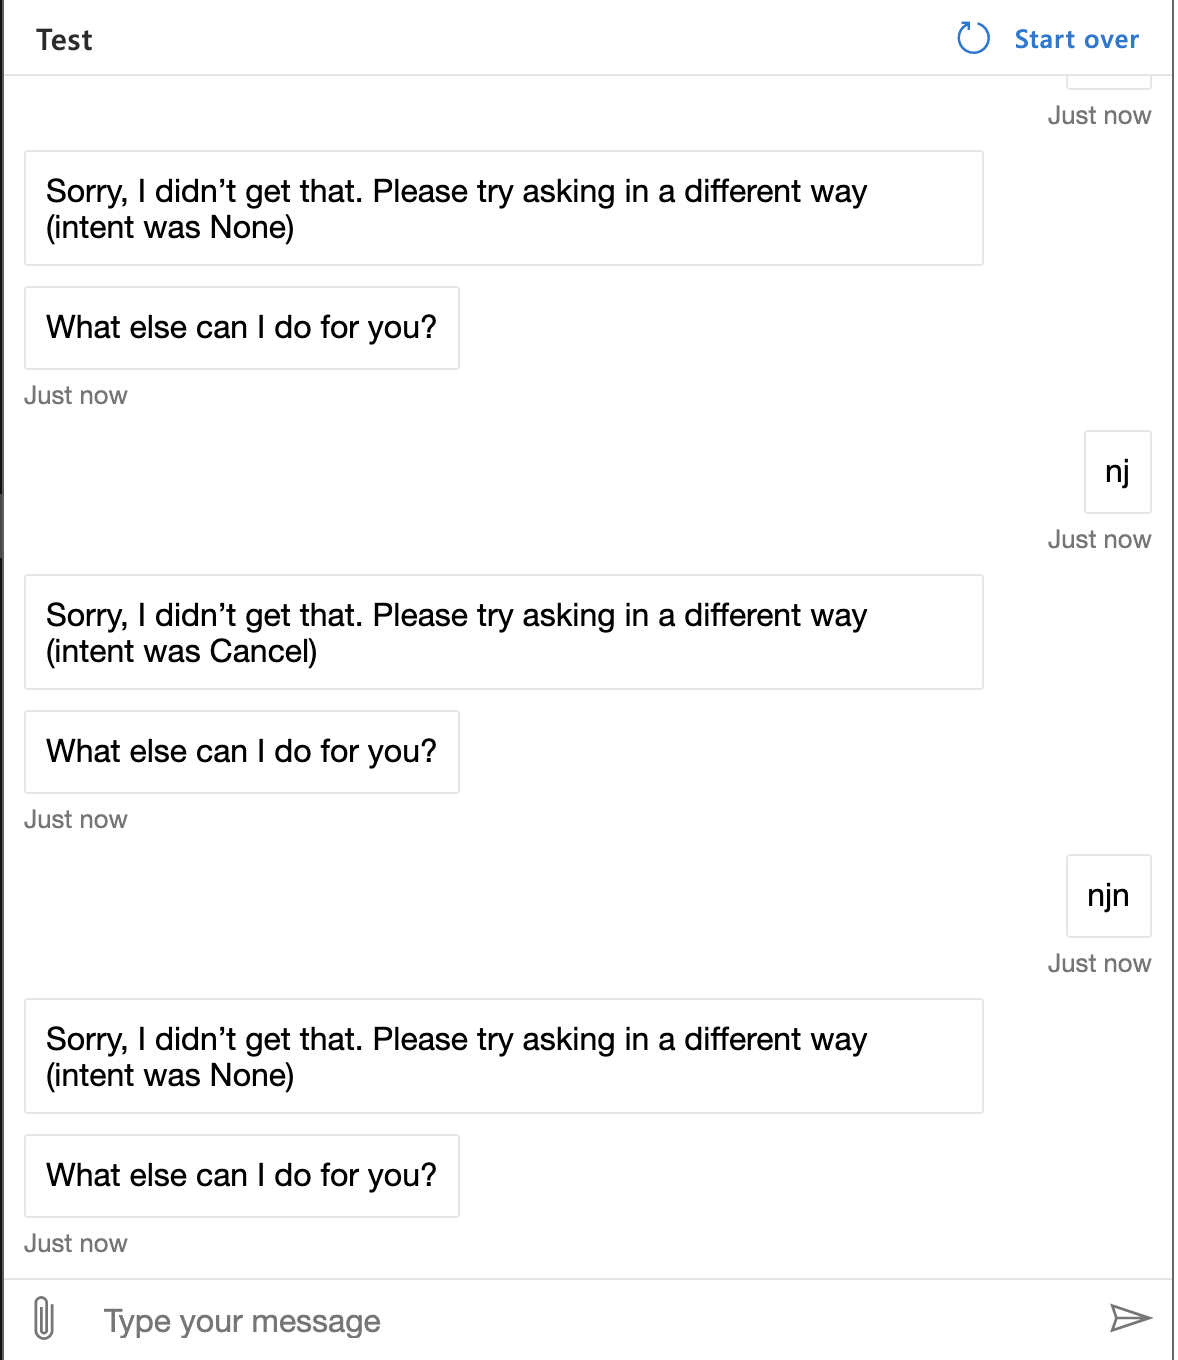 Test
Start over
Just now
Sorry, I didn’t get that. Please try asking in a different way
(intent was None)
What else can I do for you?
Just now
nj
Just now
Sorry, I didn’t get that. Please try asking in a different way
(intent was Cancel)
What else can I do for you?
Just now
njn
Just now
Sorry, I didn’t get that. Please try asking in a different way
(intent was None)
What else can I do for you?
Just now
Type your message